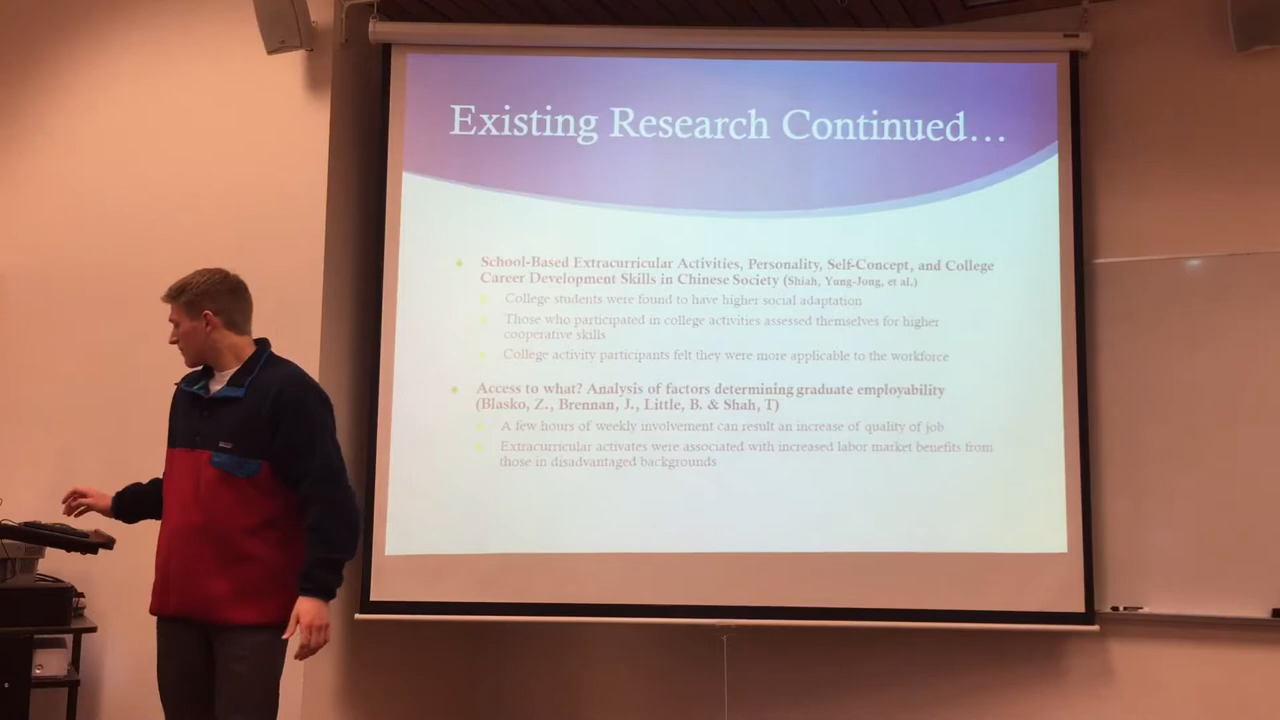 Existing Research Continued...
School-Based Extracurricular Activities, Personality, Self-Concept, and College
Career Development Skills in Chinese Society (Shiah, Yung-Jong, et al.)
College students were found to have higher social adaptation
Those who participated in college activities assessed themselves for higher
cooperative skills
College activity participants felt they were more applicable to the workforce
Access to what? Analysis of factors determining graduate employability
(Blasko, Z., Brennan, J., Little, B. & Shah, T)
A few hours of weekly involvement can result an increase of quality of job
Extracurricular activates were associated with increased labor market benefits from
those in disadvantaged backgrounds